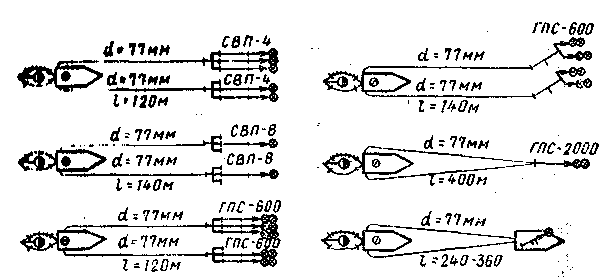 d=77мм СВП-4
d=77мм СВП-4
l=120м
d=77мм СВП-8
d=77мм
l=140м СВП-8
d=77мм ГПС-600
d=77мм ГПС-600
l=120м
ГПС-600
d=77мм
d=77мм
l=140м
d=77мм ГПС-2000
l=400м
d=77мм
l=240-360